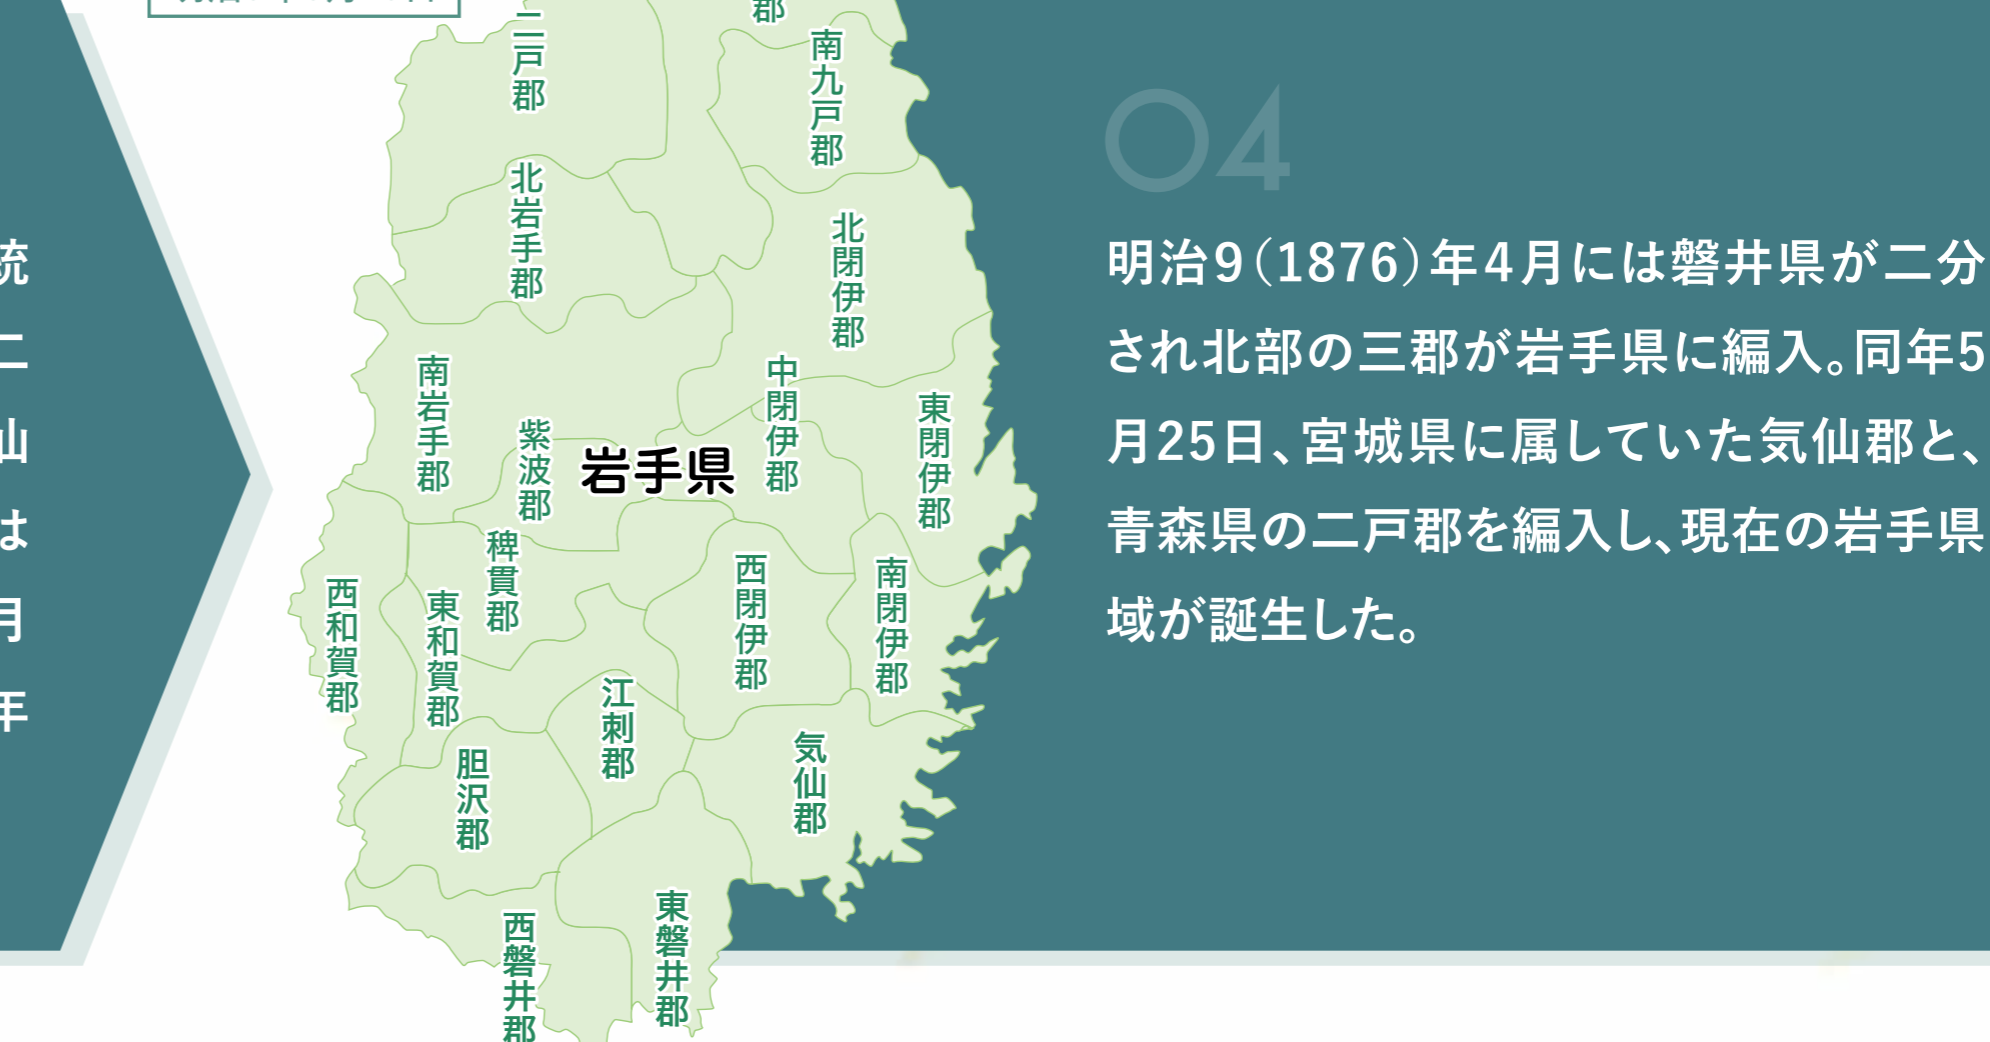 二戸郡
郡
南九戸郡
北岩手郡
北閉伊郡
南岩手郡
紫波郡
岩手県
中閉伊郡
東閉伊郡
稗貫郡
西和賀郡
東和賀郡
西閉伊郡
南閉伊郡
江刺郡
胆沢郡
気仙郡
西磐井郡
東磐井郡
04
明治9(1876)年4月には磐井県が二分
され北部の三郡が岩手県に編入。同年5
月25日、宮城県に属していた気仙郡と、
青森県の二戸郡を編入し、現在の岩手県
域が誕生した。
統
二
仙
は
月
年